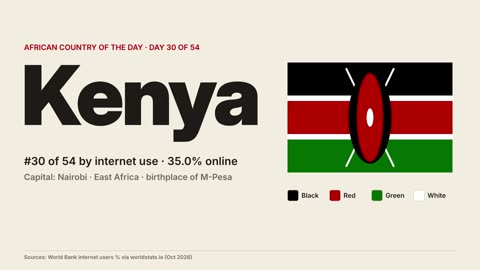 AFRICAN COUNTRY OF THE DAY · DAY 30 OF 54
Kenya
#30 of 54 by internet use · 35.0% online
Capital: Nairobi · East Africa · birthplace of M-Pesa
Black Red Green White
Sources: World Bank internet users % via worldstats.io (Oct 2026)